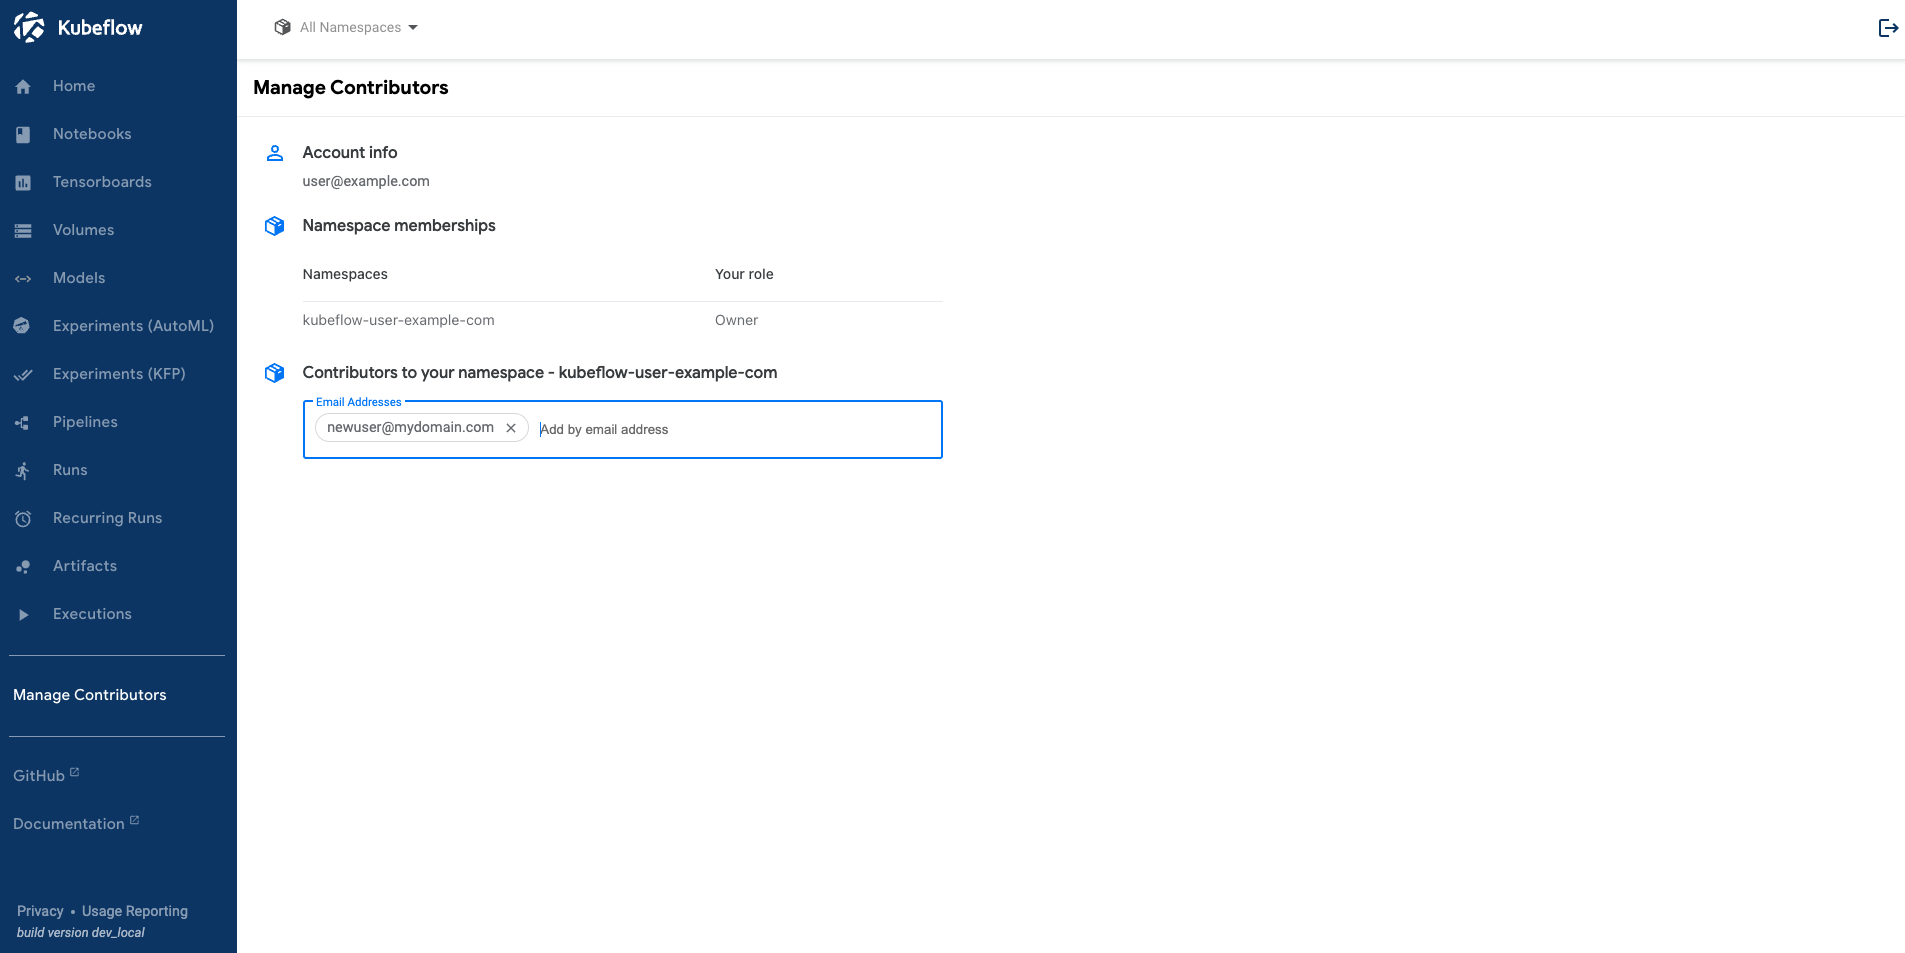 Kubeflow
Home
Notebooks
Tensorboards
Volumes
Models
Experiments (AutoML)
Experiments (KFP)
Pipelines
Runs
Recurring Runs
Artifacts
Executions
Manage Contributors
GitHub
Documentation
Privacy • Usage Reporting
build version dev_local
All Namespaces
Manage Contributors
Account info
user@example.com
Namespace memberships
Namespaces Your role
kubeflow-user-example-com Owner
Contributors to your namespace - kubeflow-user-example-com
Email Addresses
newuser@mydomain.com Add by email address